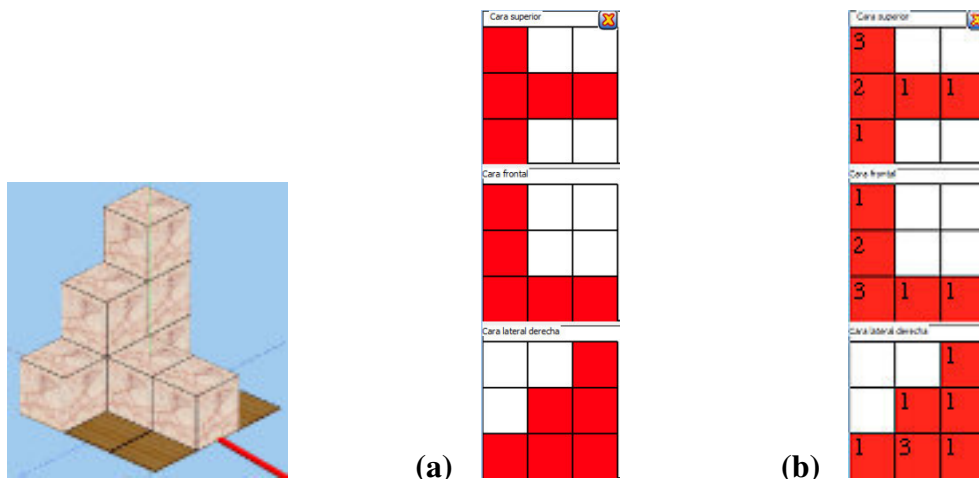 Cara superior
3
2 1 1
1
Cara frontal
1
2
3 1 1
Cara lateral derecha
1
1 1
1 3 1
Cara superior
Cara frontal
Cara lateral derecha
(a)
(b)